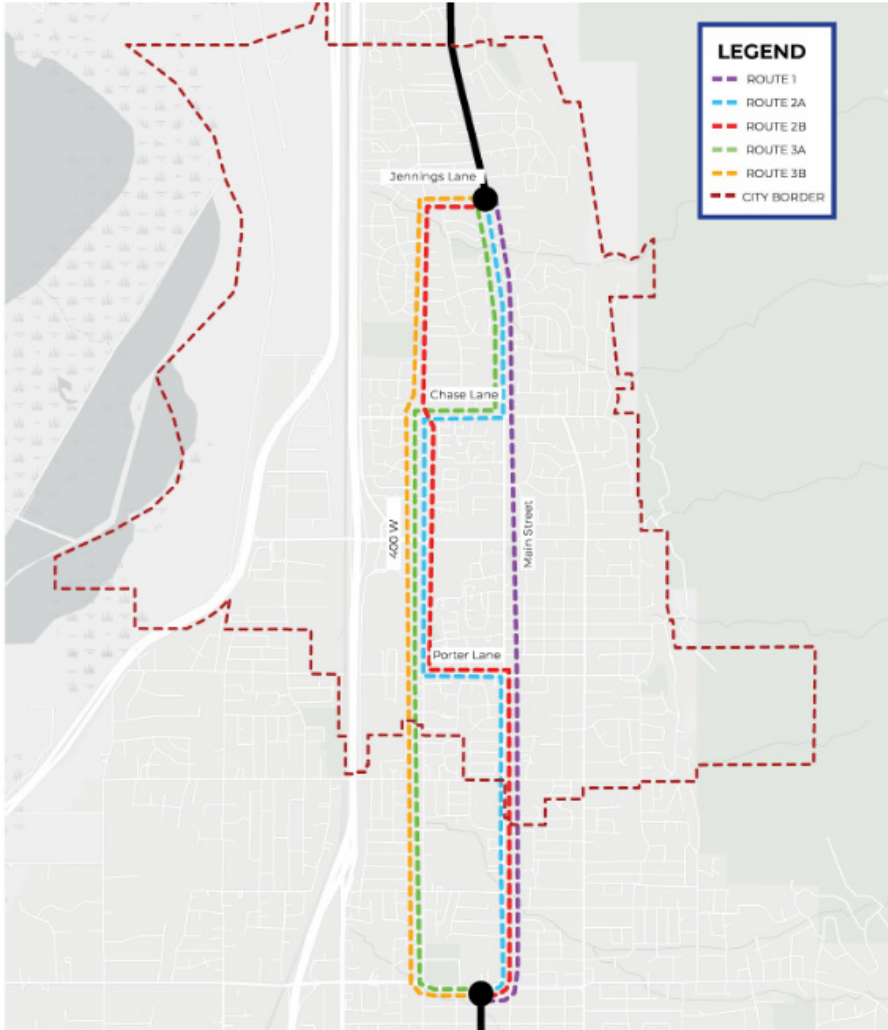 LEGEND
ROUTE 1
ROUTE 2A
ROUTE 2B
ROUTE 3A
ROUTE 3B
CITY BORDER
Jennings Lane
Chase Lane
400 W
Main Street
Porter Lane